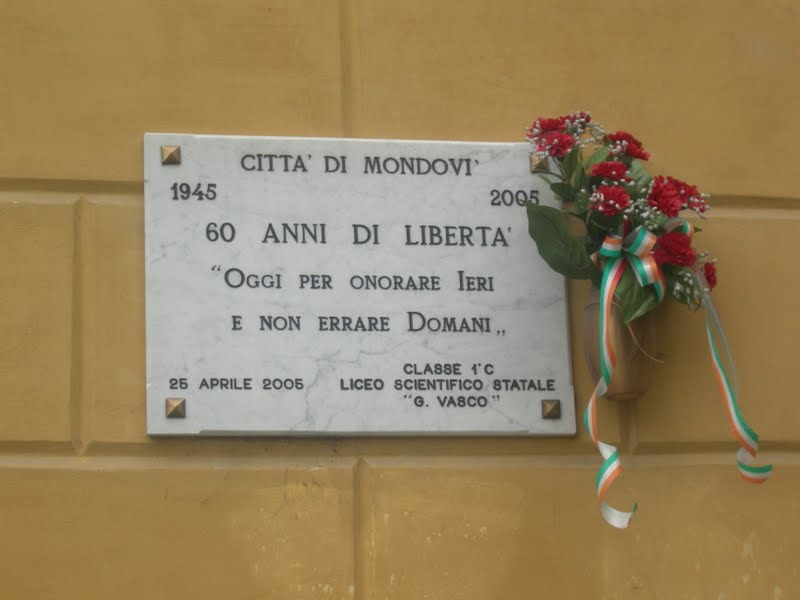 CITTA' DI MONDOVI'
1945 2005
60 ANNI DI LIBERTA'
"OGGI PER ONORARE IERI
E NON ERRARE DOMANI„
25 APRILE 2005
CLASSE 1°C
LICEO SCIENTIFICO STATALE
"G. VASCO"